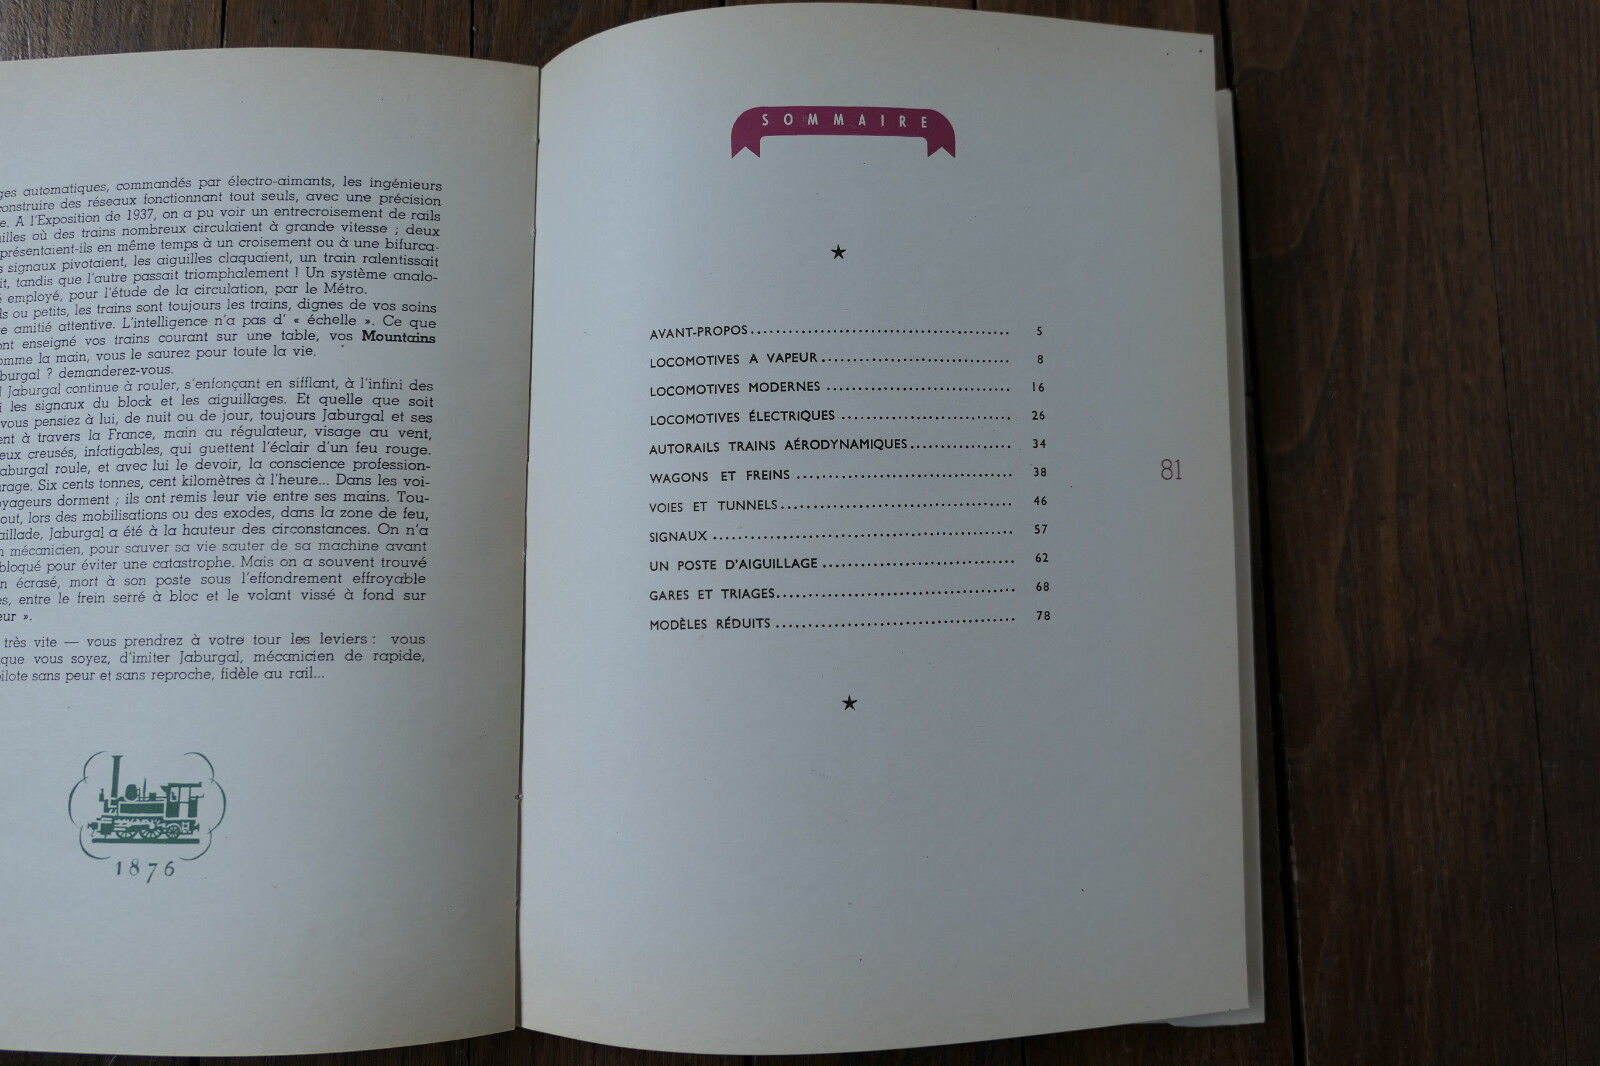 automatiques, commandés par électro-aimants, les ingénieurs
construire des réseaux fonctionnant tout seuls, avec une précision
A l'Exposition de 1937, on a pu voir un entrecroisement de rails
où des trains nombreux circulaient à grande vitesse ; deux
présentaient-ils en même temps à un croisement ou à une bifurca-
signaux pivotaient, les aiguilles claquaient, un train ralentissait
tandis que l'autre passait triomphalement ! Un système analo-
employé, pour l'étude de la circulation, par le Métro.
ou petits, les trains sont toujours les trains, dignes de vos soins
amitié attentive. L'intelligence n'a pas d' « échelle ». Ce que
enseigné vos trains courant sur une table, vos Mountains
comme la main, vous le saurez pour toute la vie.
? demanderez-vous.
Jaburgal continue à rouler, s'enfonçant en sifflant, à l'infini des
les signaux du block et les aiguillages. Et quelle que soit
vous pensiez à lui, de nuit ou de jour, toujours Jaburgal et ses
à travers la France, main au régulateur, visage au vent,
creusés, infatigables, qui guettent l'éclair d'un feu rouge.
Jaburgal roule, et avec lui le devoir, la conscience profession-
Six cents tonnes, cent kilomètres à l'heure... Dans les voi-
dorment ; ils ont remis leur vie entre ses mains. Tou-
lors des mobilisations ou des exodes, dans la zone de feu,
Jaburgal a été à la hauteur des circonstances. On n'a
mécanicien, pour sauver sa vie sauter de sa machine avant
bloqué pour éviter une catastrophe. Mais on a souvent trouvé
écrasé, mort à son poste sous l'effondrement effroyable
entre le frein serré à bloc et le volant vissé à fond sur
».
très vite — vous prendrez à votre tour les leviers : vous
que vous soyez, d'imiter Jaburgal, mécanicien de rapide,
pilote sans peur et sans reproche, fidèle au rail...
1876
SOMMAIRE
AVANT-PROPOS 5
LOCOMOTIVES A VAPEUR 8
LOCOMOTIVES MODERNES 16
LOCOMOTIVES ÉLECTRIQUES 26
AUTORAILS TRAINS AÉRODYNAMIQUES 34
WAGONS ET FREINS 38
VOIES ET TUNNELS 46
SIGNAUX 57
UN POSTE D'AIGUILLAGE 62
GARES ET TRIAGES 68
MODÈLES RÉDUITS 78
81